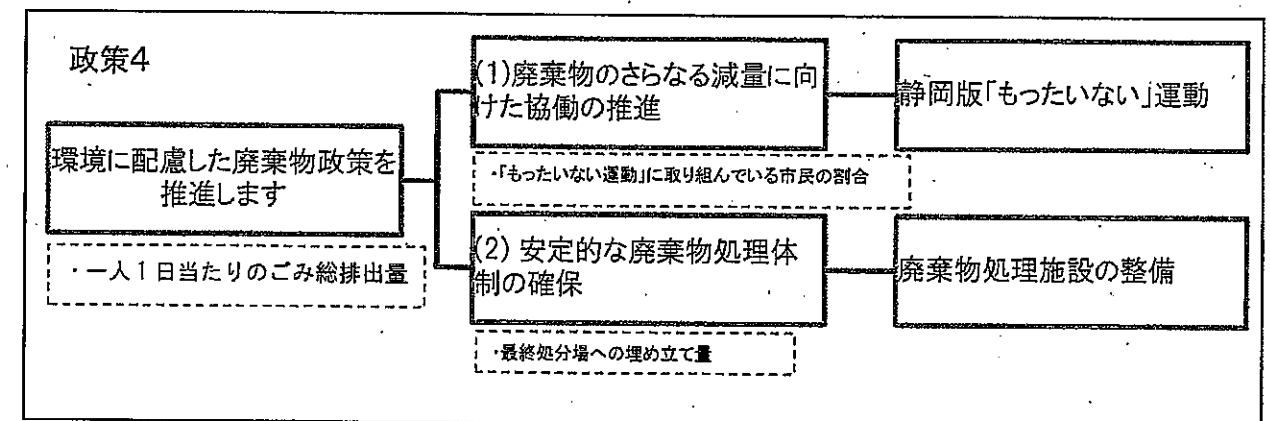 政策4
環境に配慮した廃棄物政策を
推進します
・一人1日当たりのごみ総排出量
(1)廃棄物のさらなる減量に向
けた協働の推進
・「もったいない運動」に取り組んでいる市民の割合
静岡版「もったいない」運動
(2) 安定的な廃棄物処理体
制の確保
・最終処分場への埋め立て量
廃棄物処理施設の整備